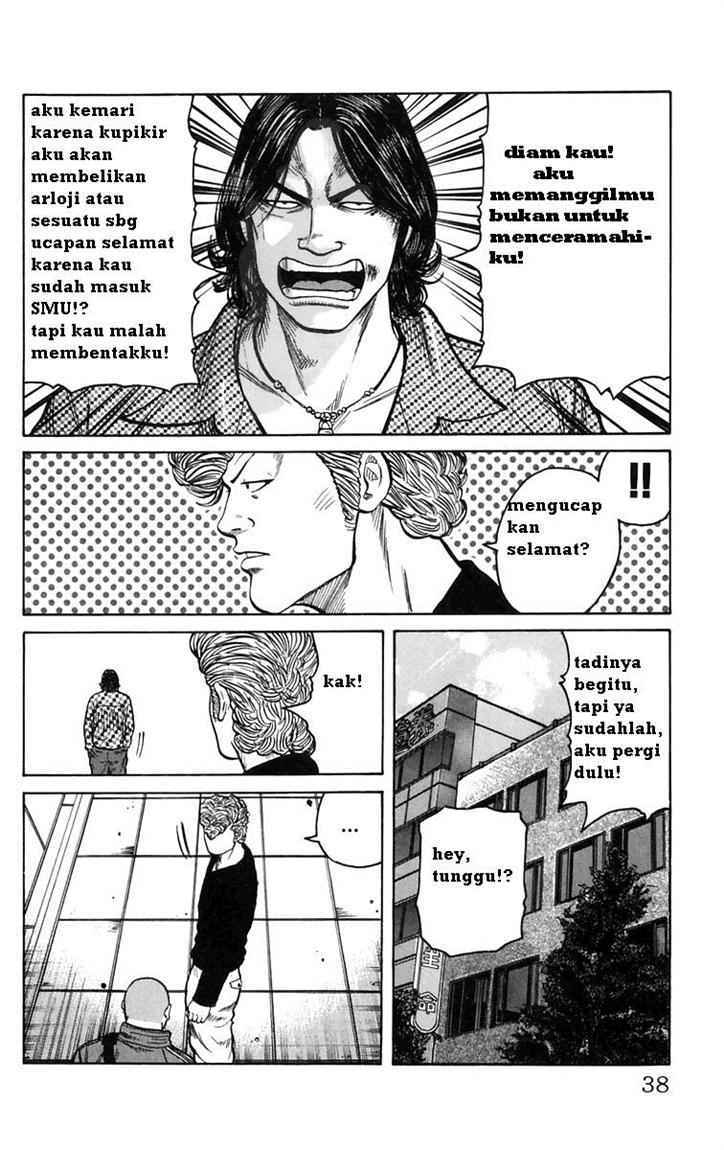 diam kau!
aku
memanggilmu
bukan untuk
menceramahi-
ku!
aku kemari
karena kupikir
aku akan
membelikan
arloji atau
sesuatu sbg
ucapan selamat
karena kau
sudah masuk
SMU!?
tapi kau malah
membentakku!
!!
mengucap
kan
selamat?
tadinya
begitu,
tapi ya
sudahlah,
aku pergi
dulu!
hey,
tunggu!?
kak!
...
38